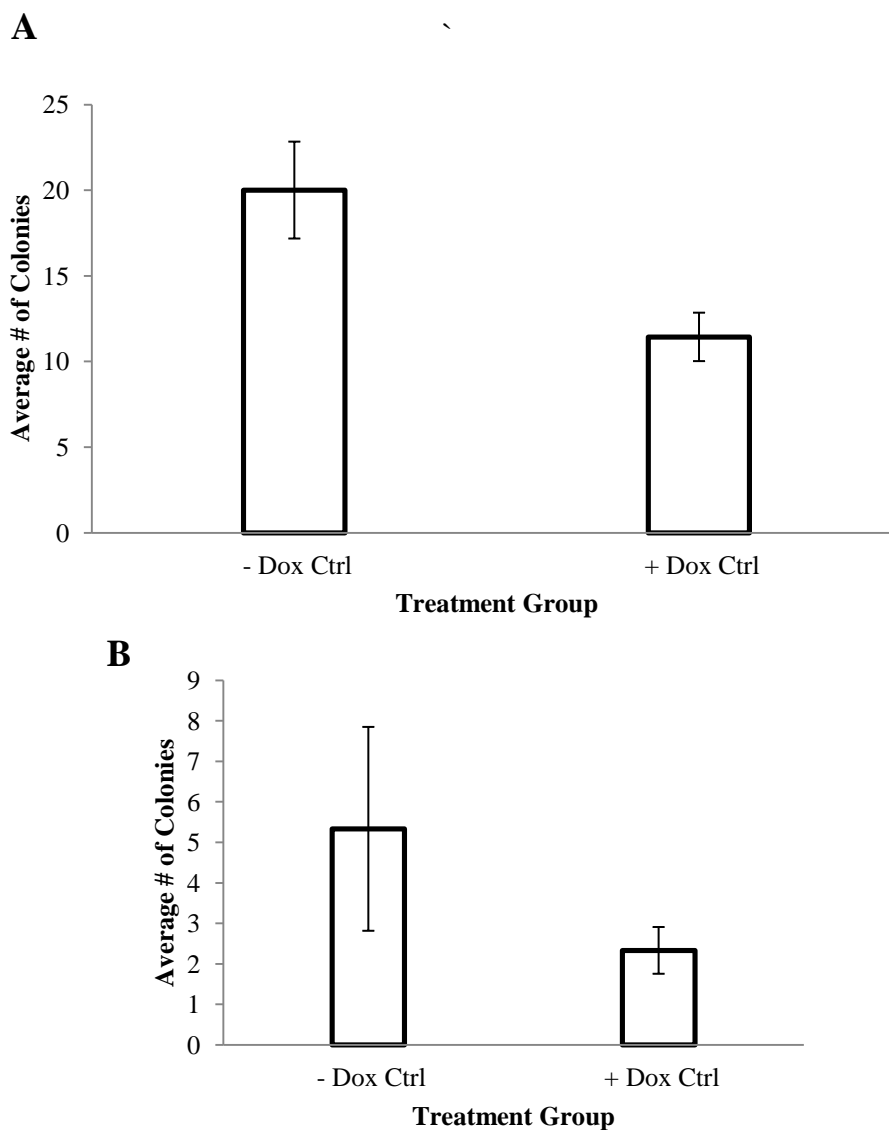 A
`
25
20
15
10
5
0
Average # of Colonies
- Dox Ctrl + Dox Ctrl
Treatment Group
B
9
8
7
6
5
4
3
2
1
0
Average # of Colonies
- Dox Ctrl + Dox Ctrl
Treatment Group